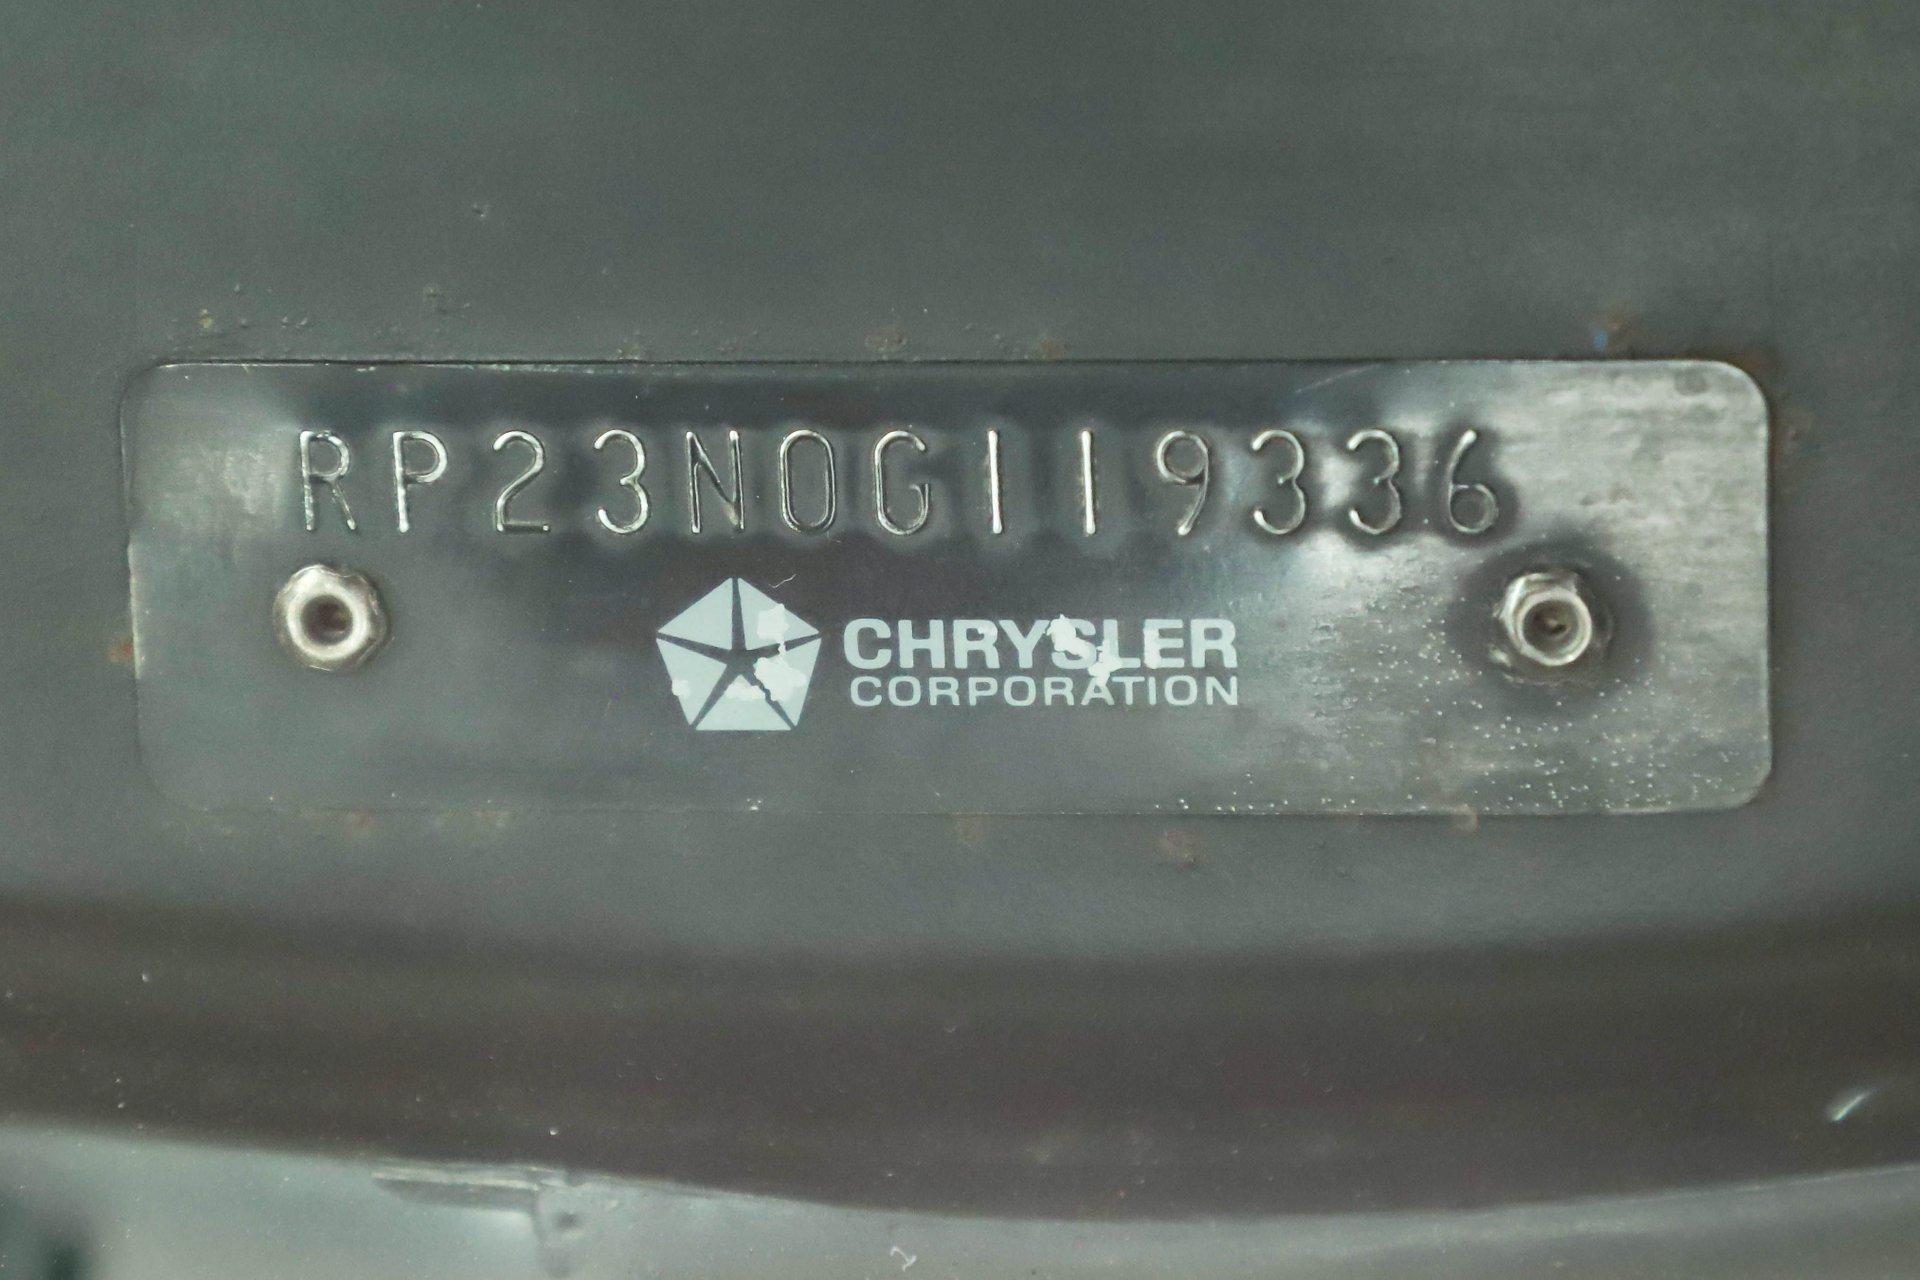 RP23N0G119336
CHRYSLER
CORPORATION